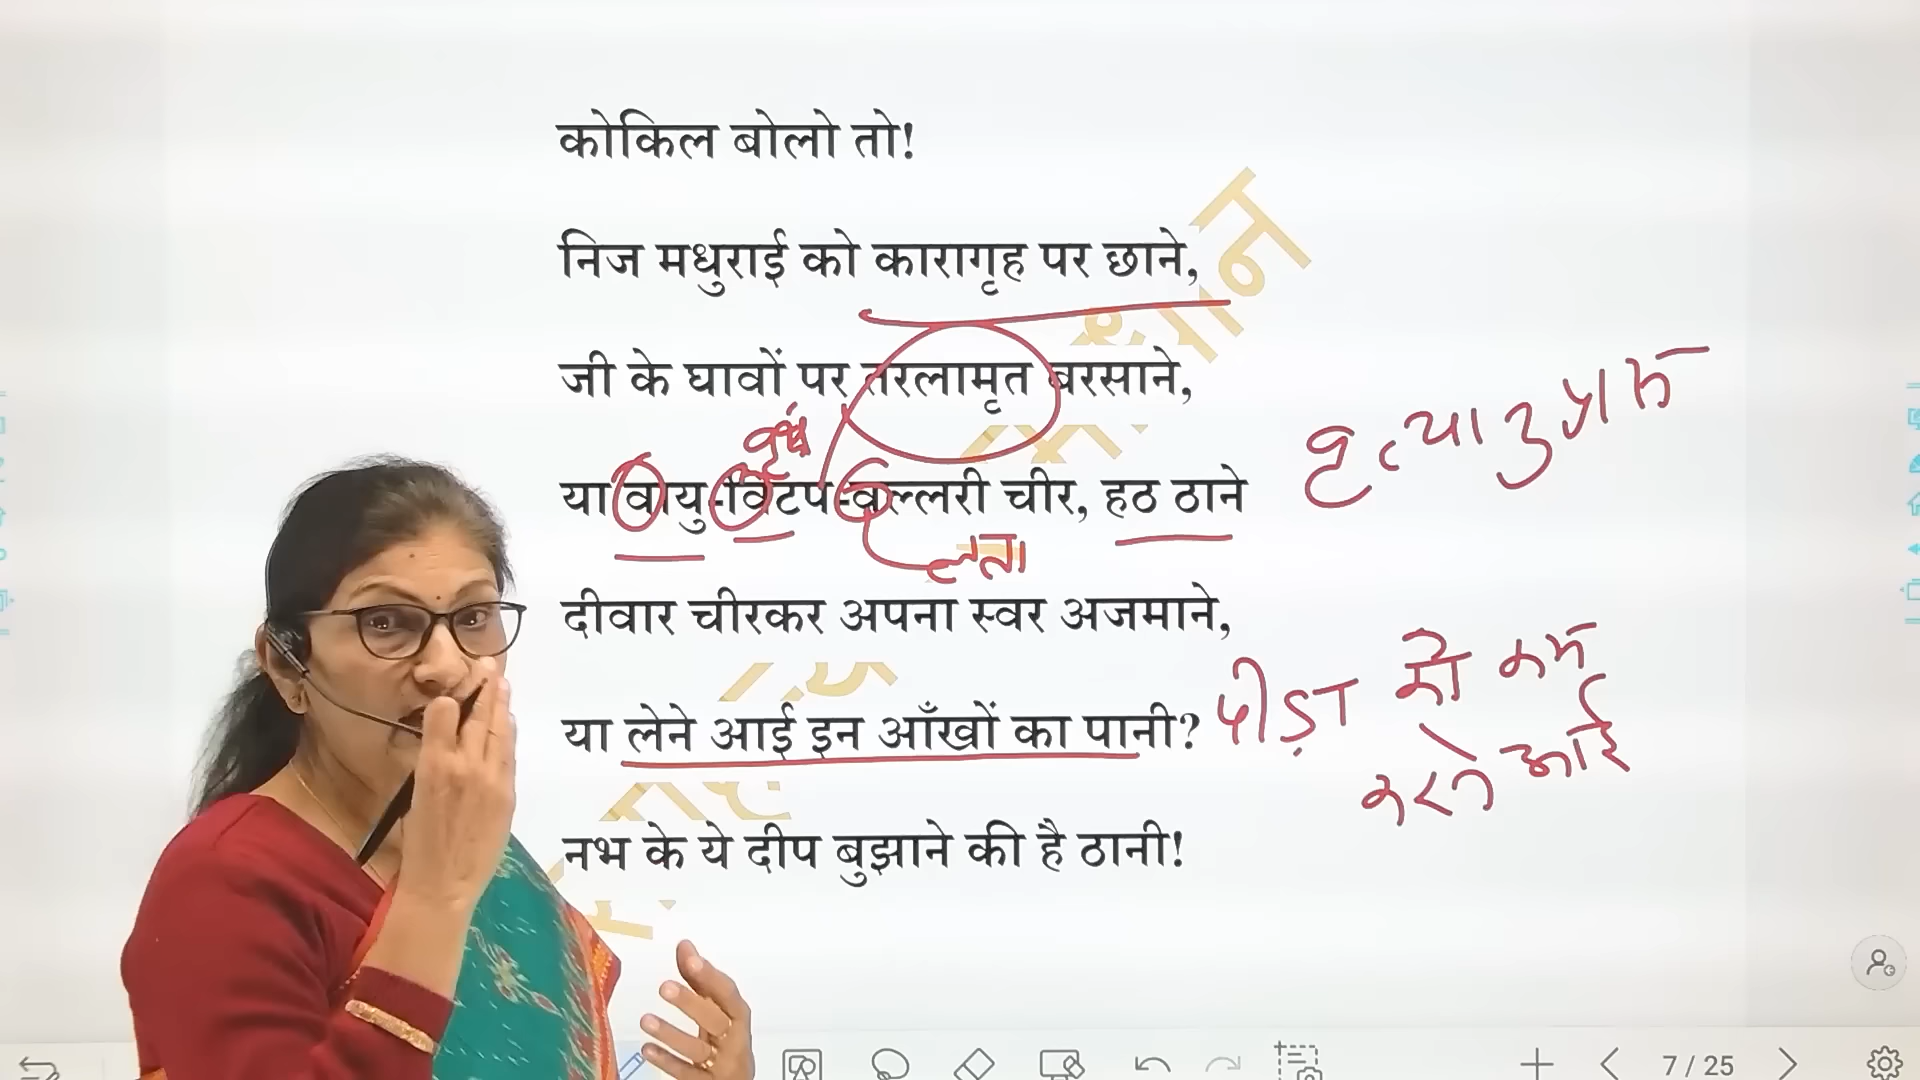 कोकिल बोलो तो!
निज मधुराई को कारागृह पर छाने,
जी के घावों पर तरलामृत बरसाने,
वृक्ष
वृत्यानुप्रास
या वायु-विटप-वल्लरी चीर, हठ ठाने
लता
दीवार चीरकर अपना स्वर अजमाने,
पीड़ा को कम
या लेने आई इन आँखों का पानी?
करने आई
नभ के ये दीप बुझाने की है ठानी!
7 / 25